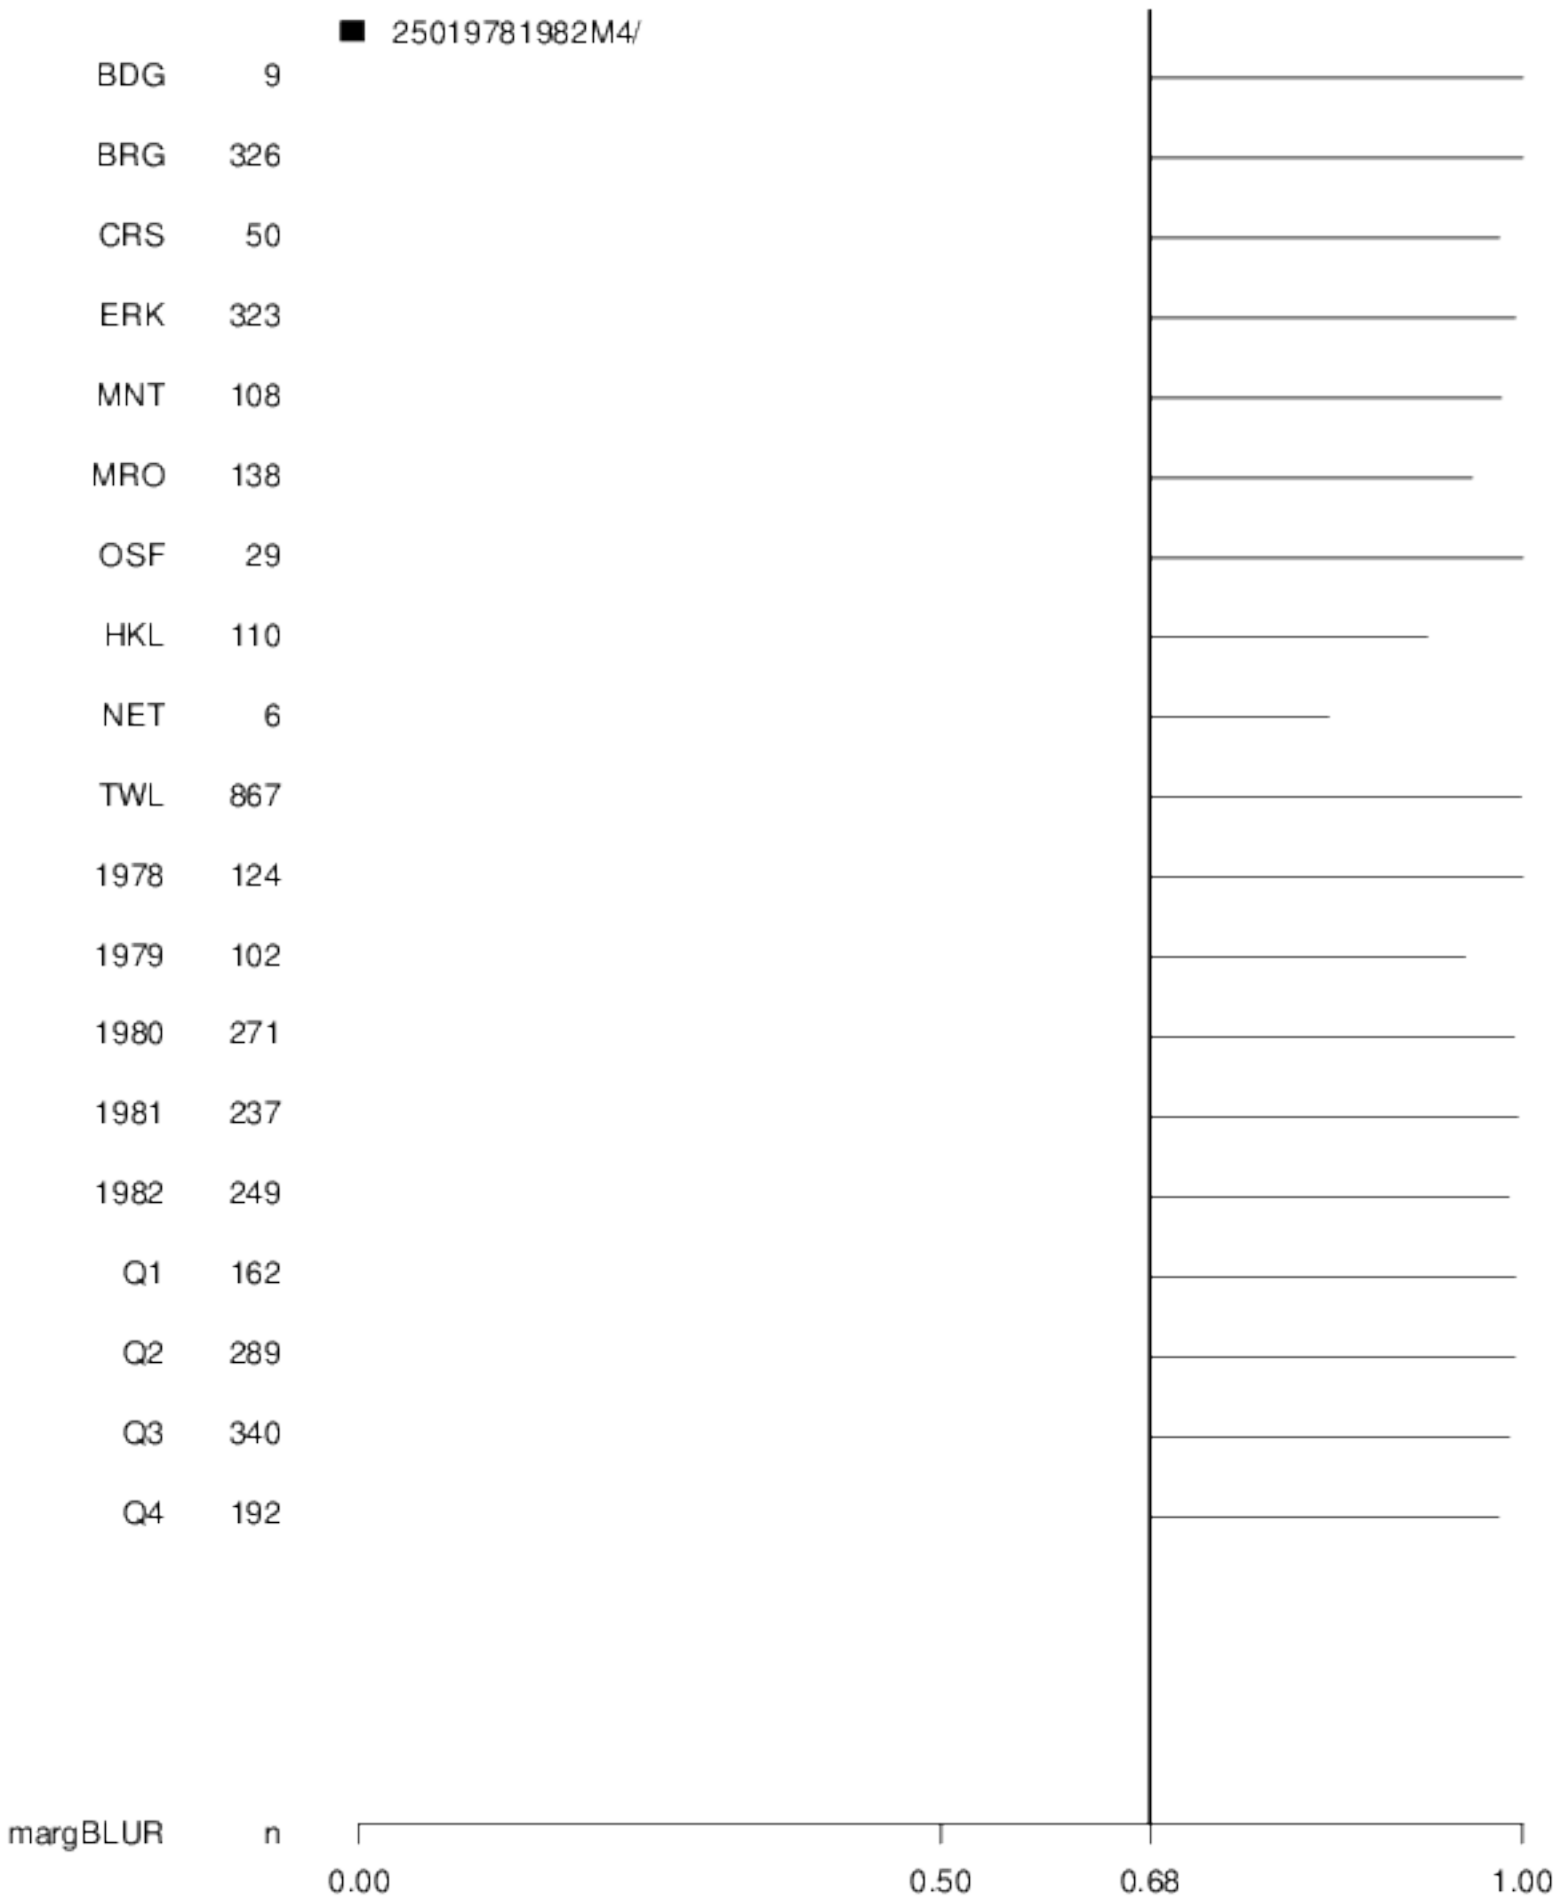 25019781982M4/
BDG 9
BRG 326
CRS 50
ERK 323
MNT 108
MRO 138
OSF 29
HKL 110
NET 6
TWL 867
1978 124
1979 102
1980 271
1981 237
1982 249
Q1 162
Q2 289
Q3 340
Q4 192
margBLUR n
0.00 0.50 0.68 1.00